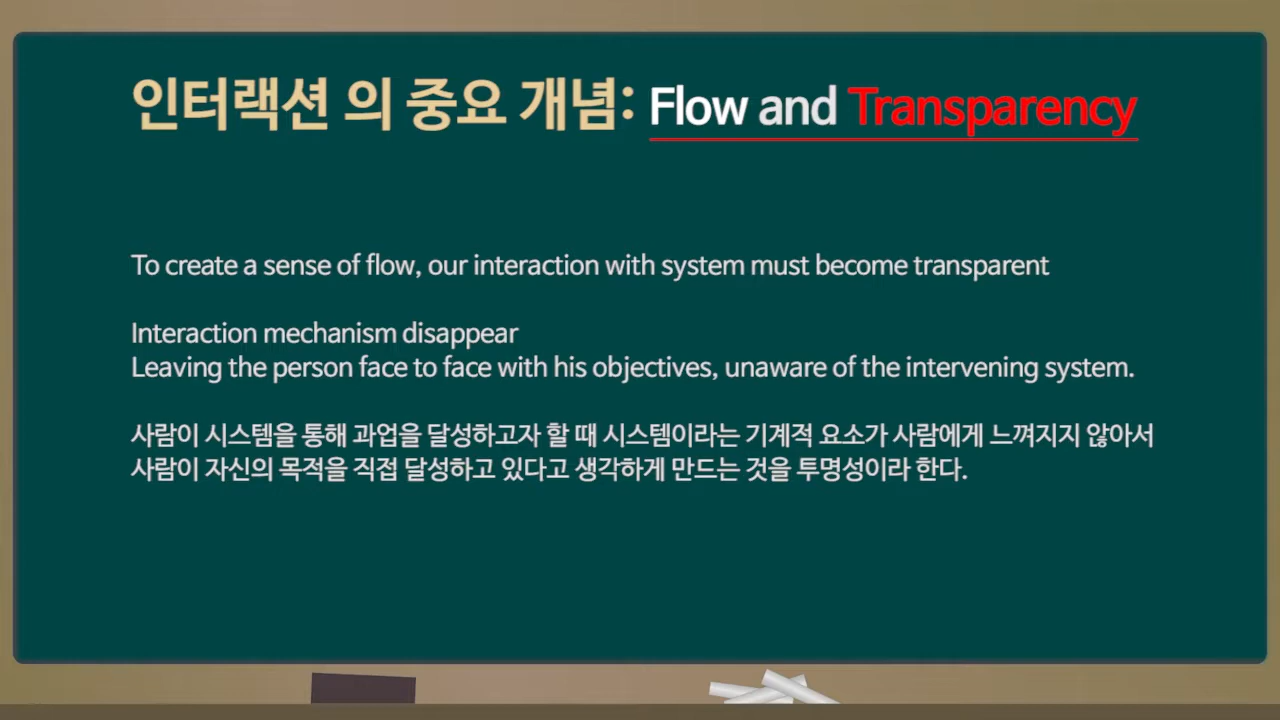 인터랙션 의 중요 개념: Flow and Transparency
To create a sense of flow, our interaction with system must become transparent
Interaction mechanism disappear
Leaving the person face to face with his objectives, unaware of the intervening system.
사람이 시스템을 통해 과업을 달성하고자 할 때 시스템이라는 기계적 요소가 사람에게 느껴지지 않아서
사람이 자신의 목적을 직접 달성하고 있다고 생각하게 만드는 것을 투명성이라 한다.